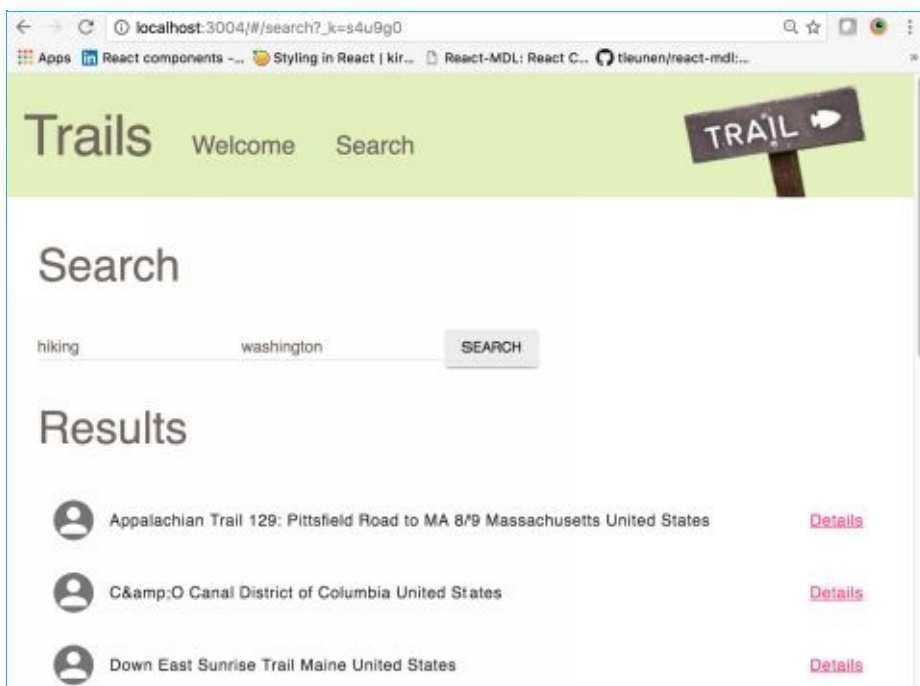 localhost:3004/#/search?_k=s4u9g0
Apps React components -... Styling in React | kir... React-MDL: React C... tleunen/react-mdl:...
Trails Welcome Search
TRAIL
Search
hiking washington SEARCH
Results
Appalachian Trail 129: Pittsfield Road to MA 8/9 Massachusetts United States Details
C&amp;O Canal District of Columbia United States Details
Down East Sunrise Trail Maine United States Details